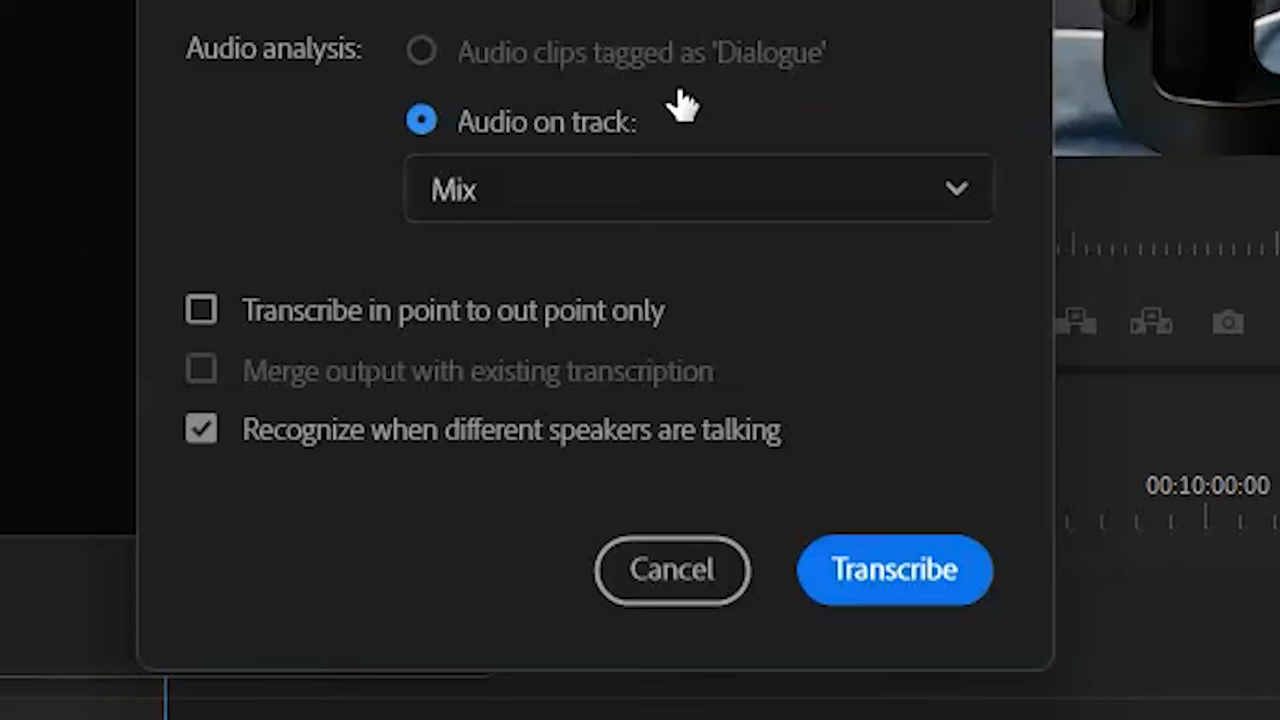 Audio analysis:
Audio clips tagged as 'Dialogue'
Audio on track:
Mix
Transcribe in point to out point only
Merge output with existing transcription
Recognize when different speakers are talking
00:10:00:00
Cancel
Transcribe